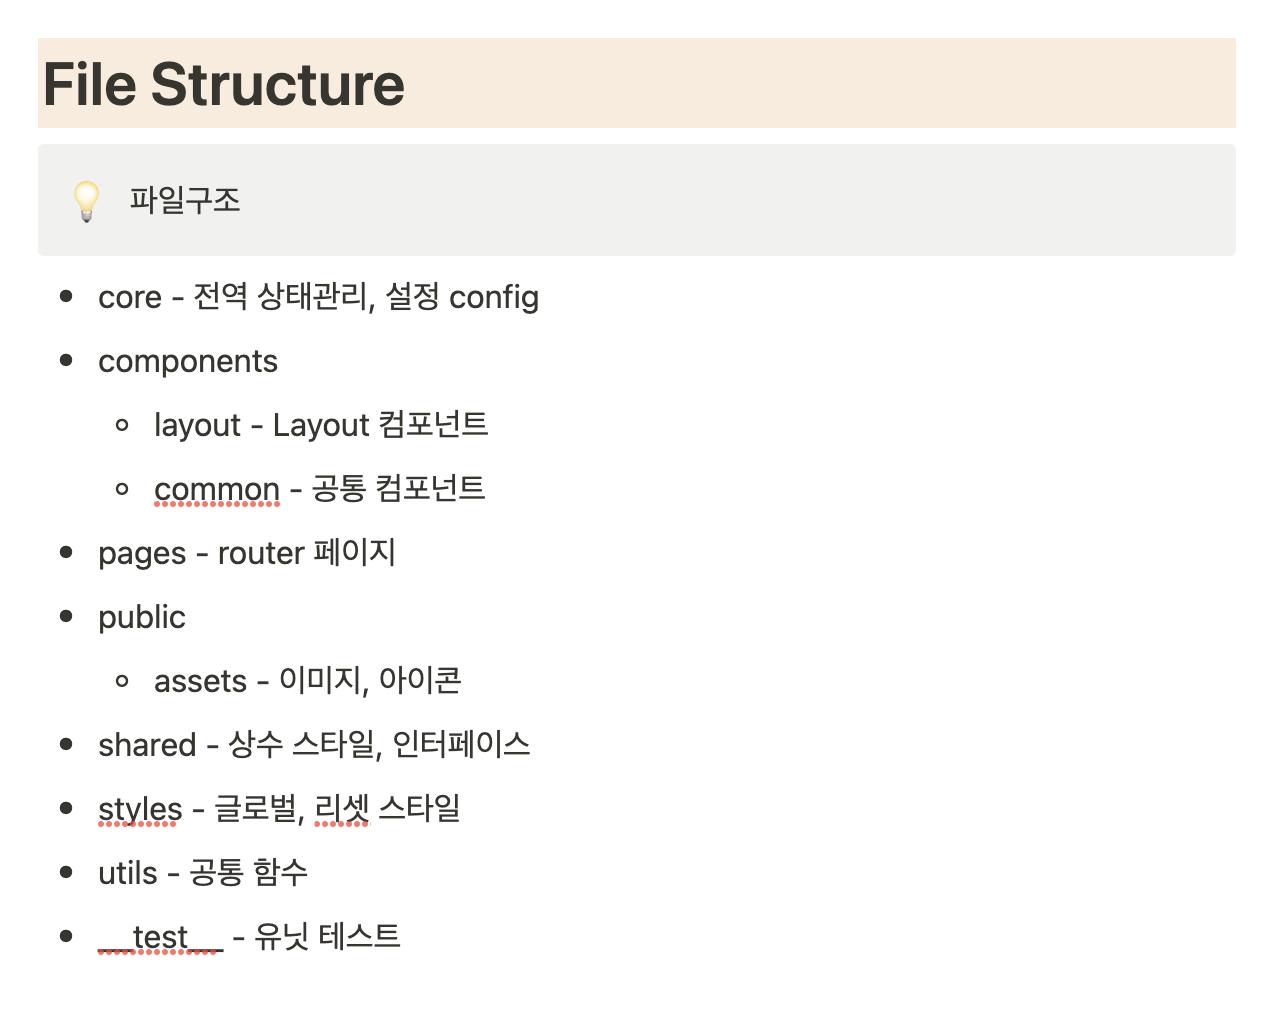 File Structure
💡 파일구조
• core - 전역 상태관리, 설정 config
• components
◦ layout - Layout 컴포넌트
◦ common - 공통 컴포넌트
• pages - router 페이지
• public
◦ assets - 이미지, 아이콘
• shared - 상수 스타일, 인터페이스
• styles - 글로벌, 리셋 스타일
• utils - 공통 함수
• __test__ - 유닛 테스트